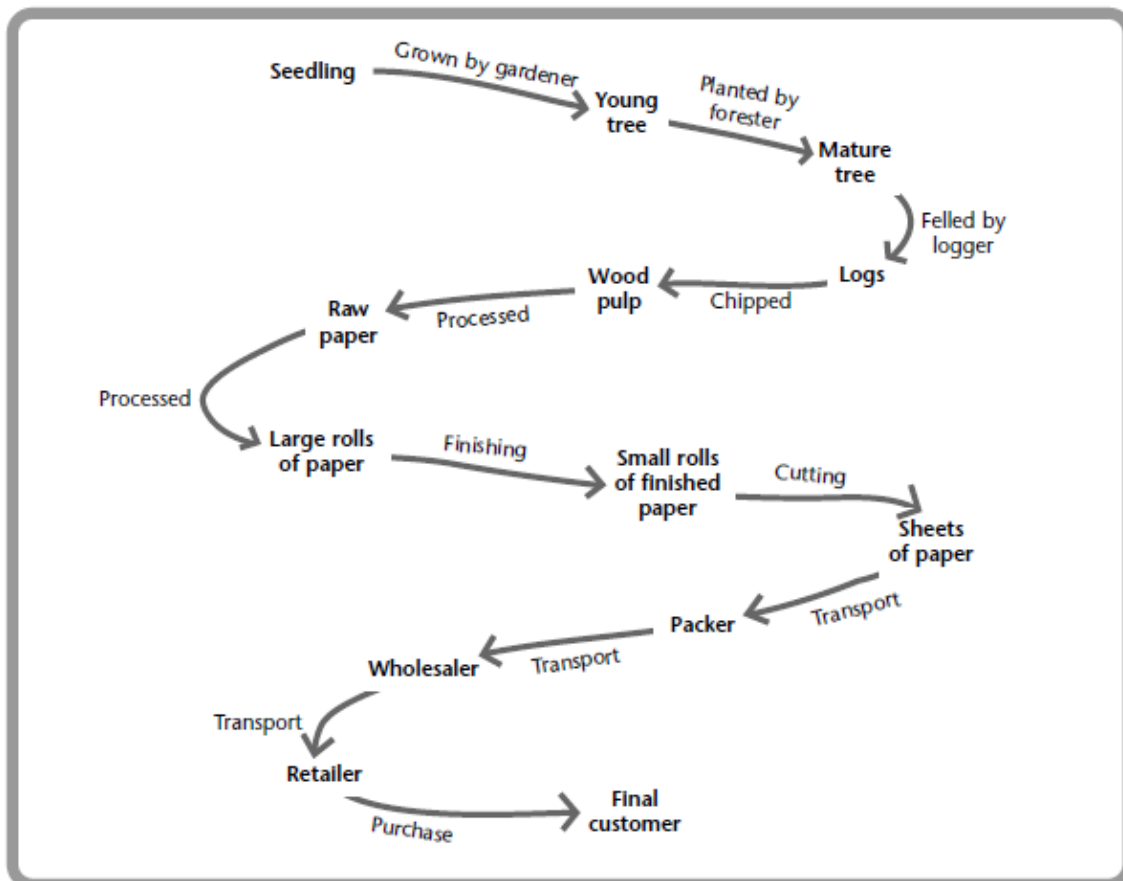 Seedling
Grown by gardener
Young
tree
Planted by
forester
Mature
tree
Felled by
logger
Logs
Chipped
Wood
pulp
Processed
Raw
paper
Processed
Large rolls
of paper
Finishing
Small rolls
of finished
paper
Cutting
Sheets
of paper
Transport
Packer
Transport
Wholesaler
Transport
Retailer
Purchase
Final
customer